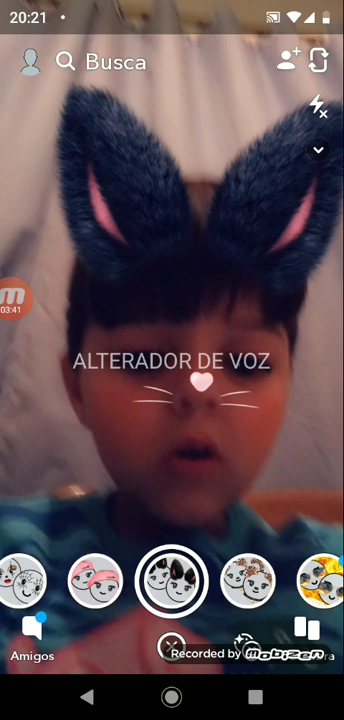 20:21
Busca
03:41
ALTERADOR DE VOZ
Amigos
Recorded by mobizen